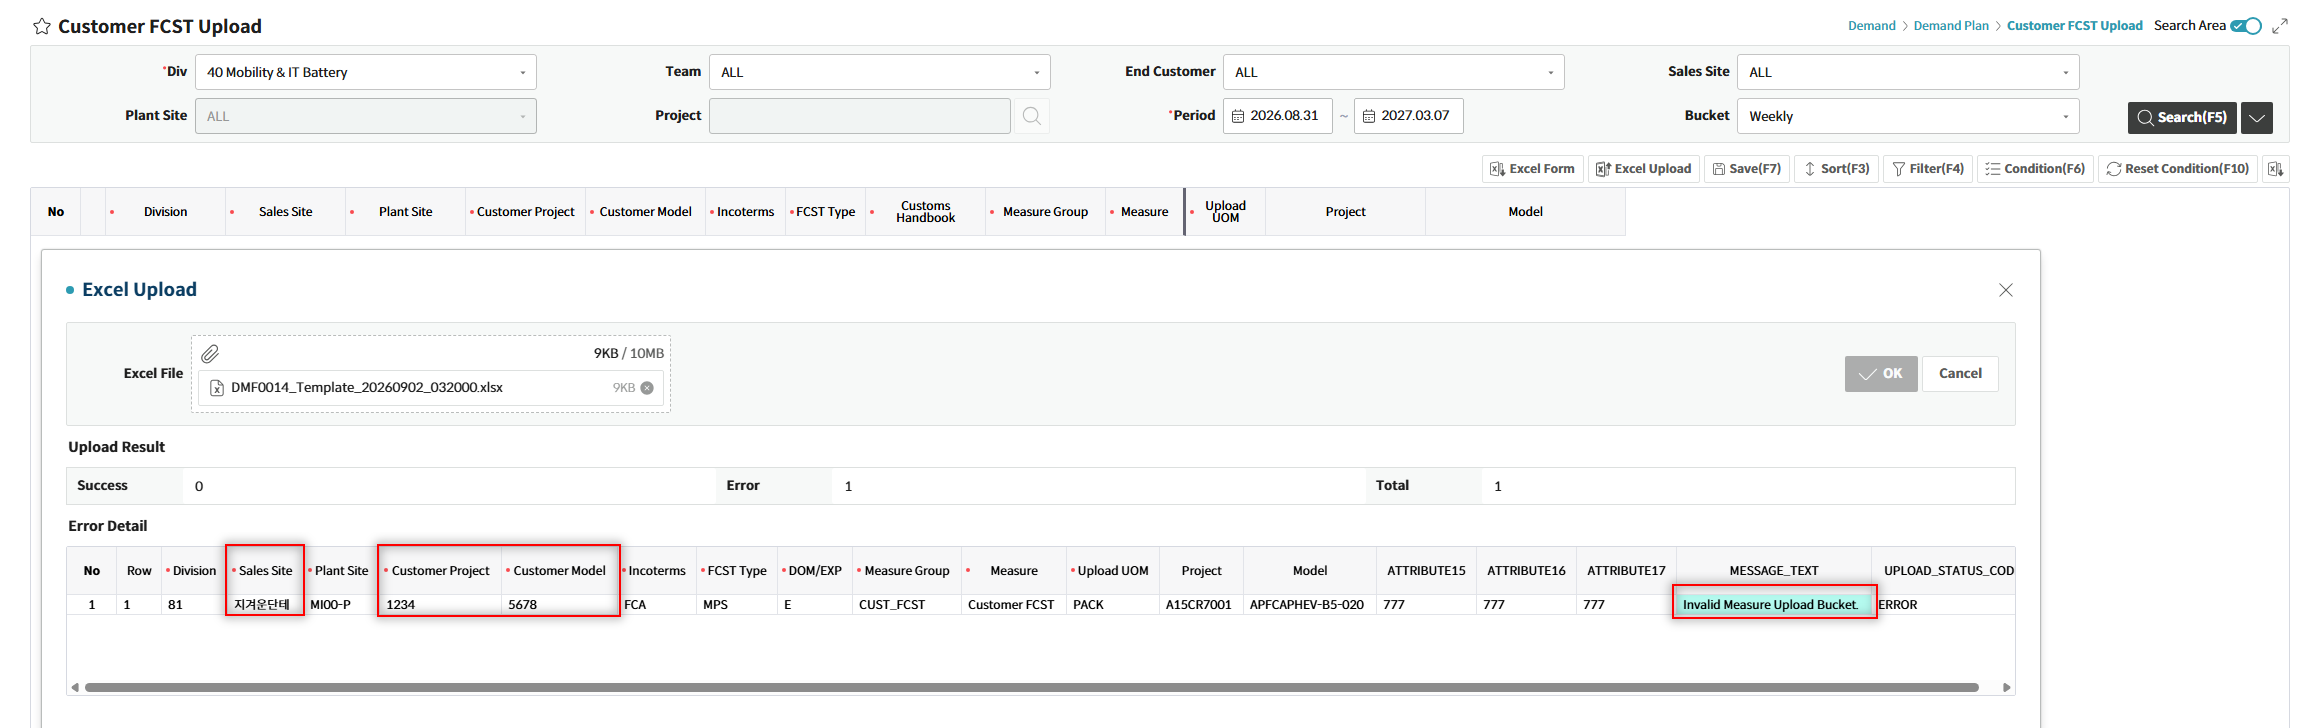 Customer FCST Upload
Demand > Demand Plan > Customer FCST Upload Search Area
*Div 40 Mobility & IT Battery Team ALL End Customer ALL Sales Site ALL
Plant Site ALL Project *Period 2026.08.31 ~ 2027.03.07 Bucket Weekly Search(F5)
Excel Form Excel Upload Save(F7) Sort(F3) Filter(F4) Condition(F6) Reset Condition(F10)
No Division Sales Site Plant Site Customer Project Customer Model Incoterms FCST Type Customs Handbook Measure Group Measure Upload UOM Project Model
Excel Upload
9KB / 10MB
Excel File DMF0014_Template_20260902_032000.xlsx 9KB OK Cancel
Upload Result
Success 0 Error 1 Total 1
Error Detail
No Row Division Sales Site Plant Site Customer Project Customer Model Incoterms FCST Type DOM/EXP Measure Group Measure Upload UOM Project Model ATTRIBUTE15 ATTRIBUTE16 ATTRIBUTE17 MESSAGE_TEXT UPLOAD_STATUS_COD
1 1 81 지겨운단테 MI00-P 1234 5678 FCA MPS E CUST_FCST Customer FCST PACK A15CR7001 APFCAPHEV-B5-020 777 777 777 Invalid Measure Upload Bucket. ERROR